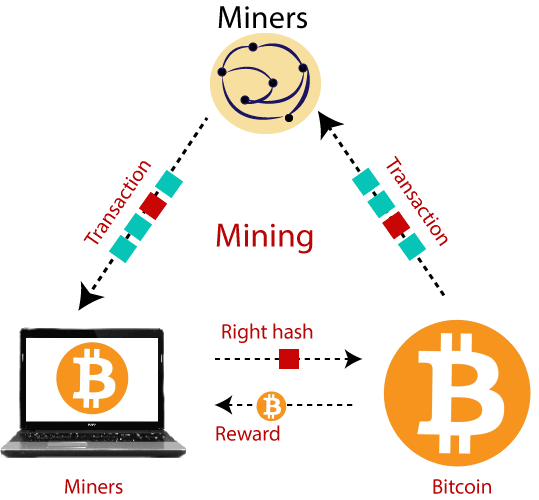 Miners
Transaction
Transaction
Mining
Right hash
Reward
Miners
Bitcoin